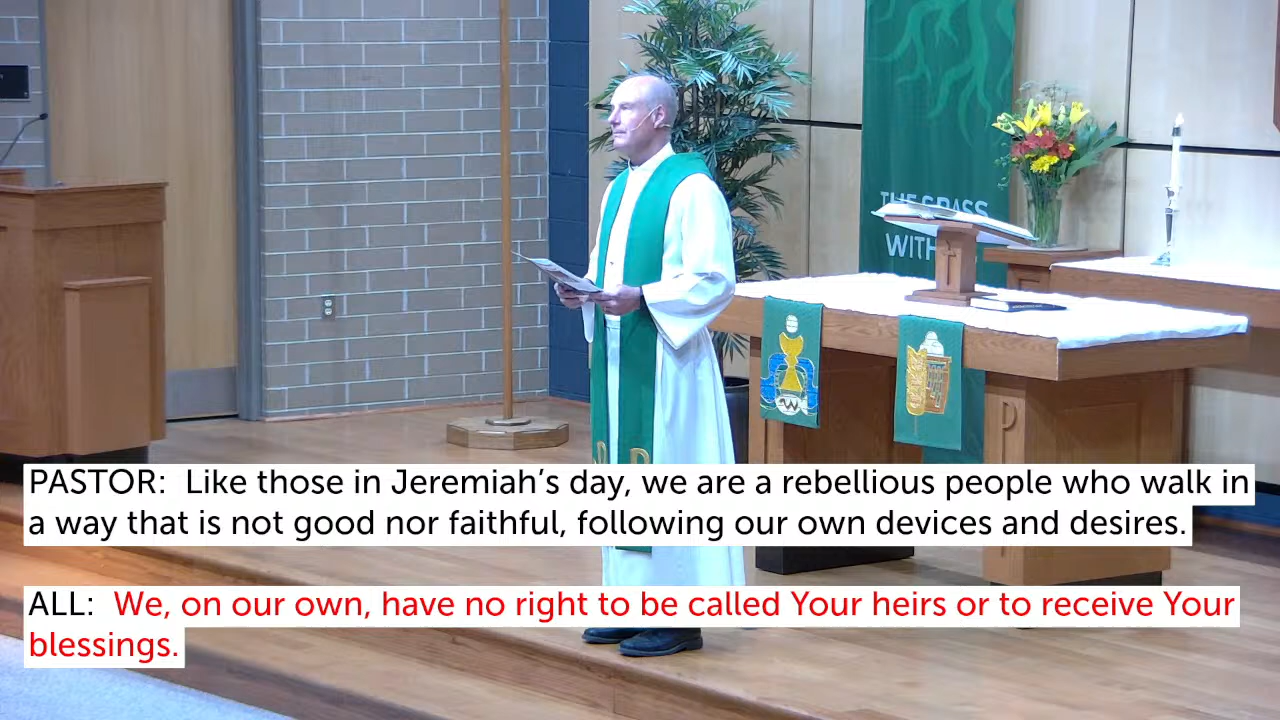 THE GRASS
WITH
P
PASTOR: Like those in Jeremiah’s day, we are a rebellious people who walk in
a way that is not good nor faithful, following our own devices and desires.
ALL: We, on our own, have no right to be called Your heirs or to receive Your
blessings.